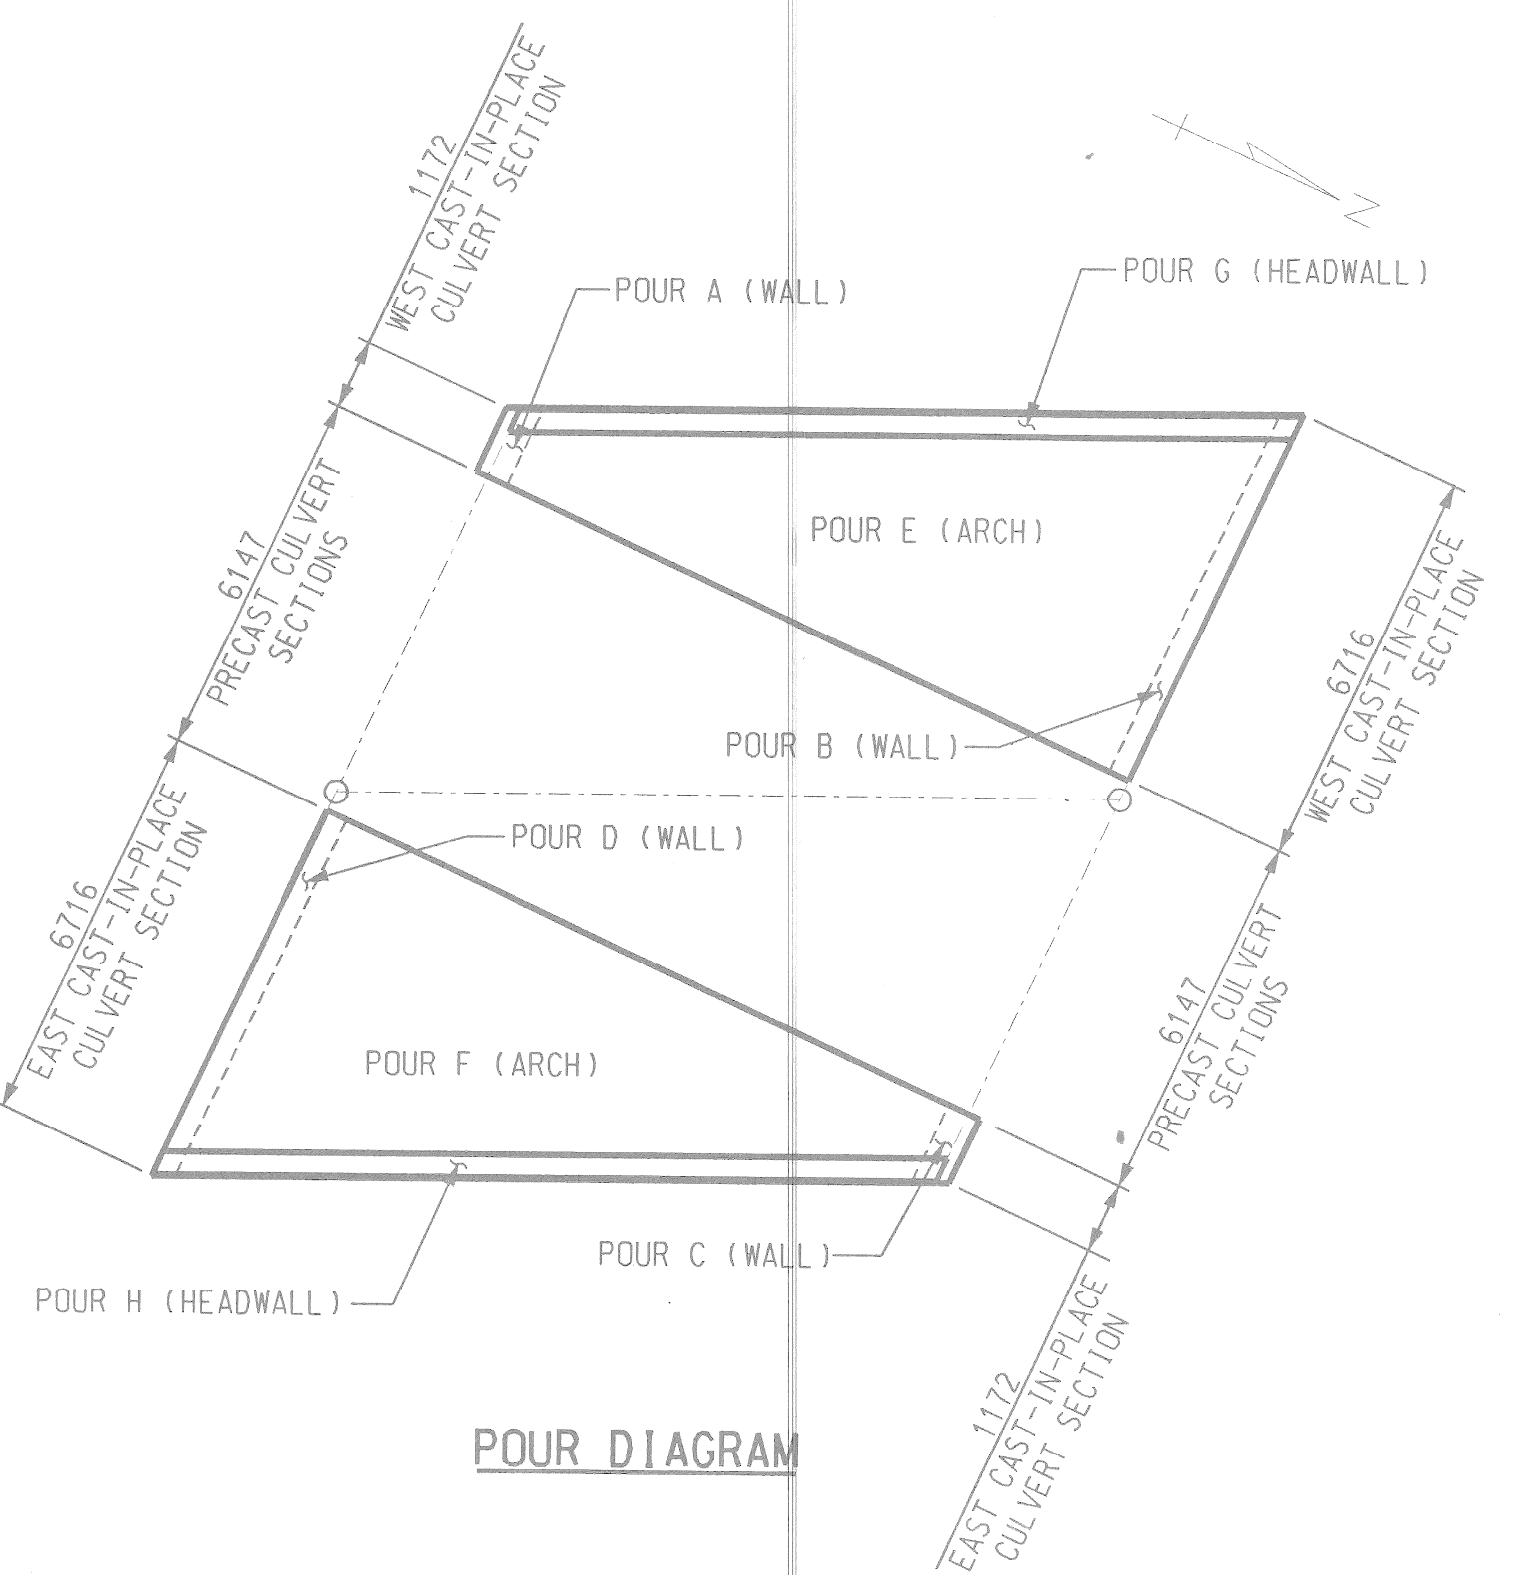 1172
WEST CAST-IN-PLACE
CULVERT SECTION
N
POUR A (WALL)
POUR G (HEADWALL)
6147
PRECAST CULVERT
SECTIONS
POUR E (ARCH)
6716
WEST CAST-IN-PLACE
CULVERT SECTION
POUR B (WALL)
POUR D (WALL)
6716
EAST CAST-IN-PLACE
CULVERT SECTION
6147
PRECAST CULVERT
SECTIONS
POUR F (ARCH)
POUR C (WALL)
POUR H (HEADWALL)
1172
EAST CAST-IN-PLACE
CULVERT SECTION
POUR DIAGRAM